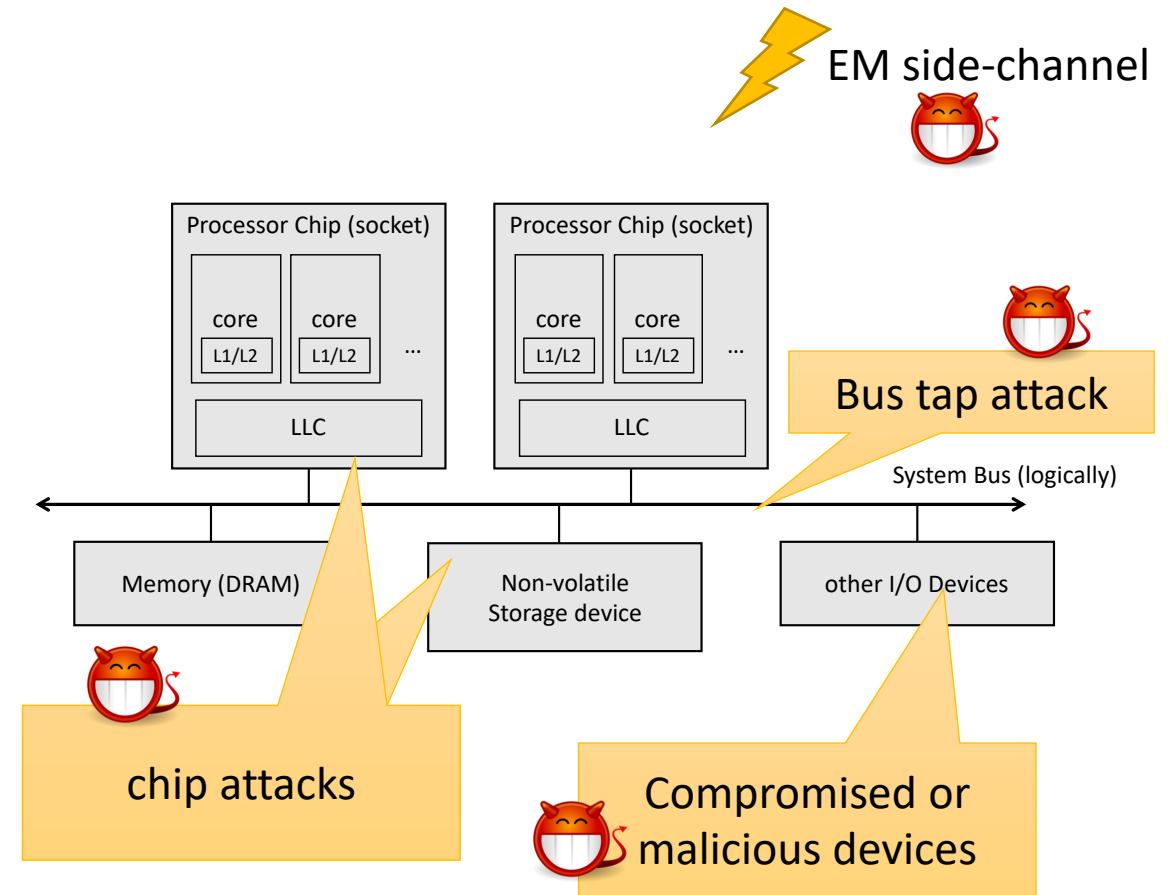 EM side-channel
Processor Chip (socket)
core
L1/L2
core
L1/L2
...
LLC
Processor Chip (socket)
core
L1/L2
core
L1/L2
...
LLC
Bus tap attack
System Bus (logically)
Memory (DRAM)
Non-volatile
Storage device
other I/O Devices
chip attacks
Compromised or
malicious devices